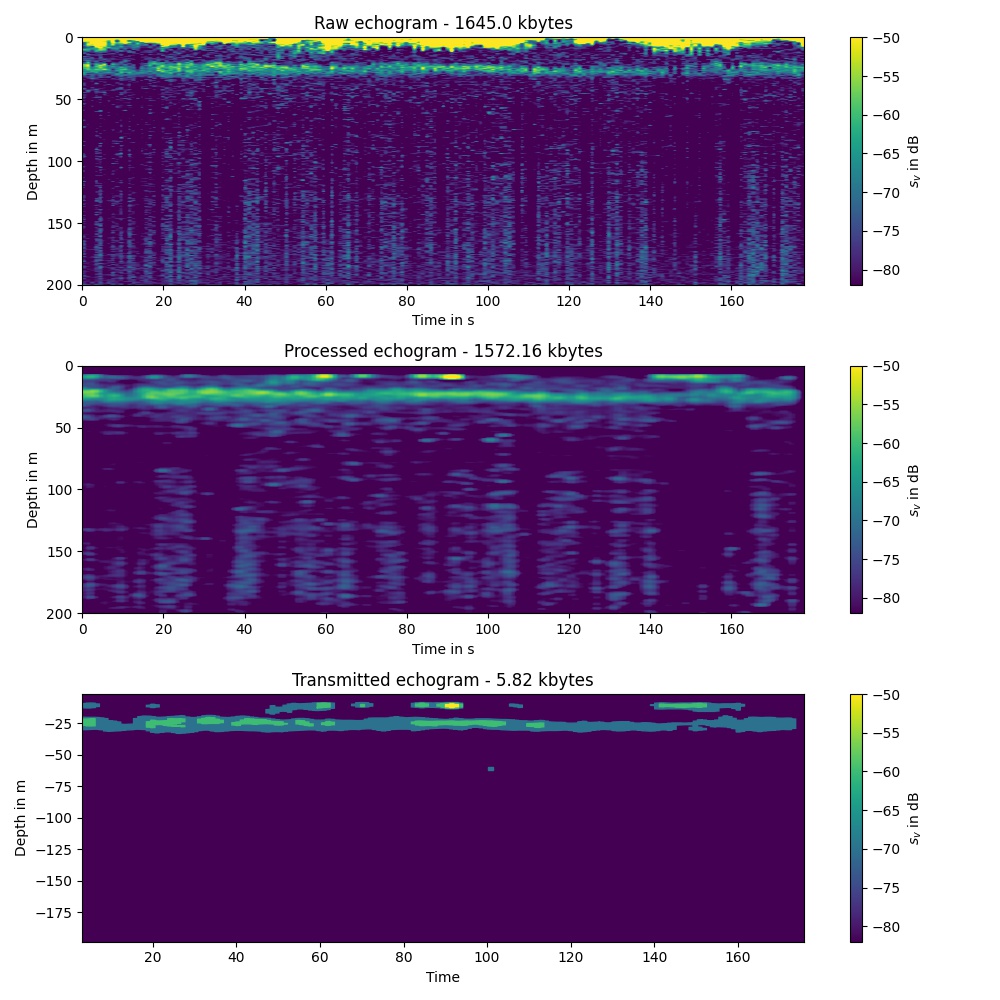 Raw echogram - 1645.0 kbytes
0
50
100
150
200
Depth in m
0 20 40 60 80 100 120 140 160
Time in s
−50
−55
−60
−65
−70
−75
−80
s_v in dB
Processed echogram - 1572.16 kbytes
0
50
100
150
200
Depth in m
0 20 40 60 80 100 120 140 160
Time in s
−50
−55
−60
−65
−70
−75
−80
s_v in dB
Transmitted echogram - 5.82 kbytes
−25
−50
−75
−100
−125
−150
−175
Depth in m
20 40 60 80 100 120 140 160
Time
−50
−55
−60
−65
−70
−75
−80
s_v in dB